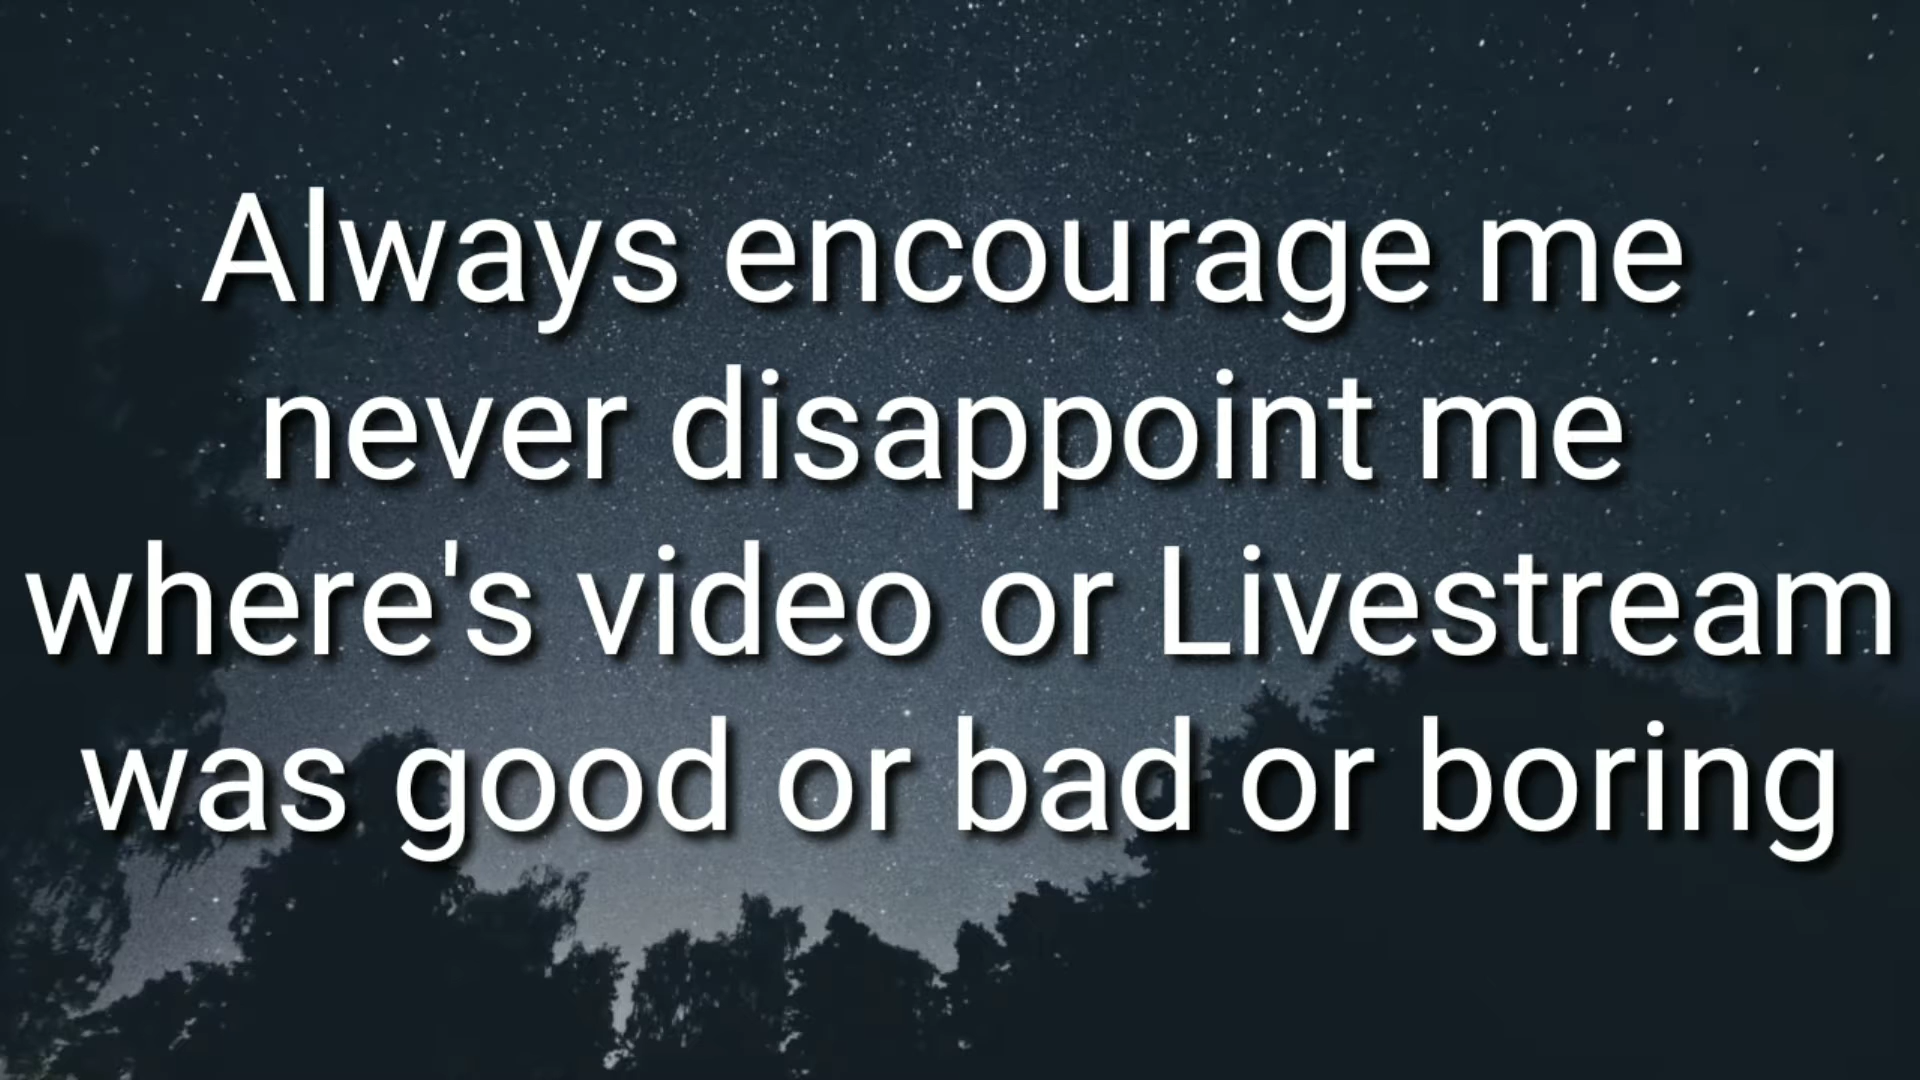 Always encourage me
never disappoint me
where's video or Livestream
was good or bad or boring